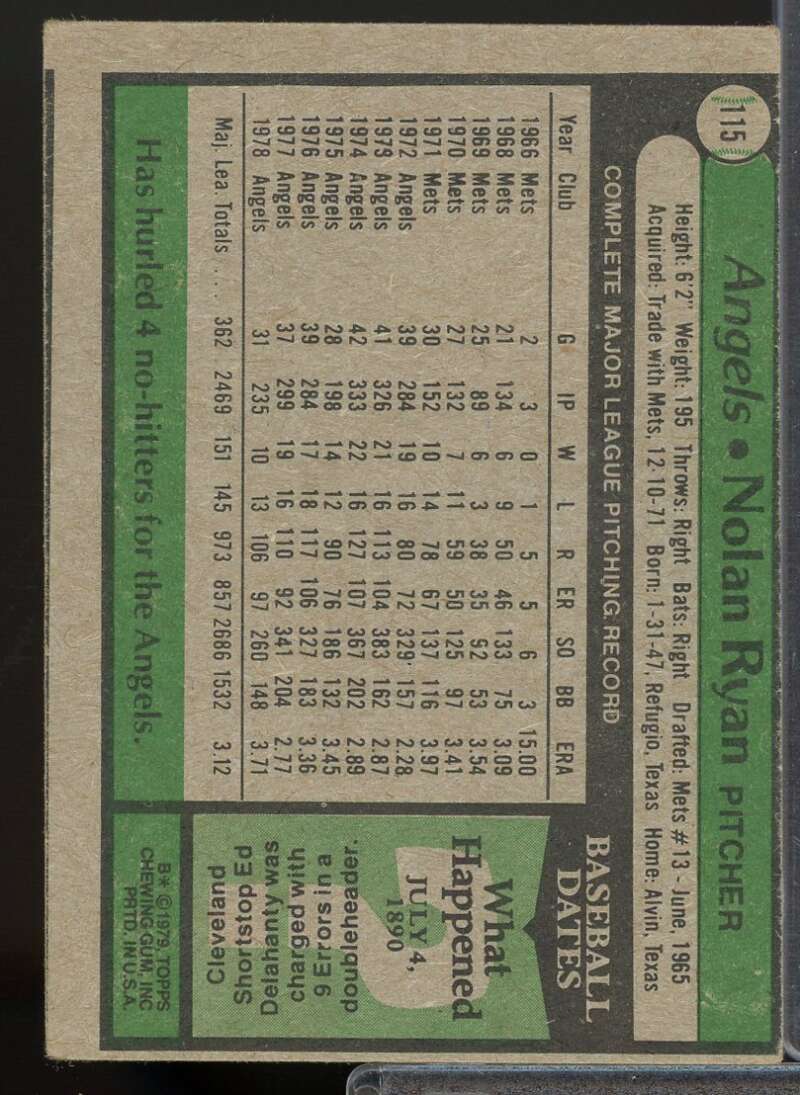 115
Angels • Nolan Ryan PITCHER
Height: 6'2" Weight: 195 Throws: Right Bats: Right Drafted: Mets #13 - June, 1965
Acquired: Trade with Mets, 12-10-71 Born: 1-31-47, Refugio, Texas Home: Alvin, Texas
COMPLETE MAJOR LEAGUE PITCHING RECORD
Year Club G IP W L R ER SO BB ERA
1966 Mets 2 3 0 1 5 5 6 3 15.00
1968 Mets 21 134 6 9 50 46 133 75 3.09
1969 Mets 25 89 6 3 38 35 92 53 3.54
1970 Mets 27 132 7 11 59 50 125 97 3.41
1971 Mets 30 152 10 14 78 67 137 116 3.97
1972 Angels 39 284 19 16 80 72 329 157 2.28
1973 Angels 41 326 21 16 113 104 383 162 2.87
1974 Angels 42 333 22 16 127 107 367 202 2.89
1975 Angels 28 198 14 12 90 76 186 132 3.45
1976 Angels 39 284 17 18 117 106 327 183 3.36
1977 Angels 37 299 19 16 110 92 341 204 2.77
1978 Angels 31 235 10 13 106 97 260 148 3.71
Maj. Lea. Totals . . . . 362 2469 151 145 973 857 2686 1532 3.12
Has hurled 4 no-hitters for the Angels.
BASEBALL
DATES
What
Happened
JULY 4,
1890
Cleveland
Shortstop Ed
Delahanty was
charged with
9 Errors in a
doubleheader.
B* ©1979, TOPPS
CHEWING GUM, INC
PRTD. IN U.S.A.